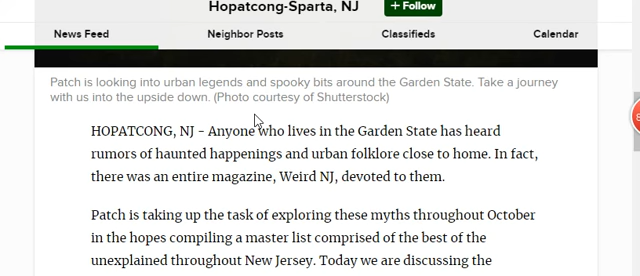 Hopatcong-Sparta, NJ + Follow
News Feed Neighbor Posts Classifieds Calendar
Patch is looking into urban legends and spooky bits around the Garden State. Take a journey
with us into the upside down. (Photo courtesy of Shutterstock)
HOPATCONG, NJ – Anyone who lives in the Garden State has heard
rumors of haunted happenings and urban folklore close to home. In fact,
there was an entire magazine, Weird NJ, devoted to them.
Patch is taking up the task of exploring these myths throughout October
in the hopes compiling a master list comprised of the best of the
unexplained throughout New Jersey. Today we are discussing the